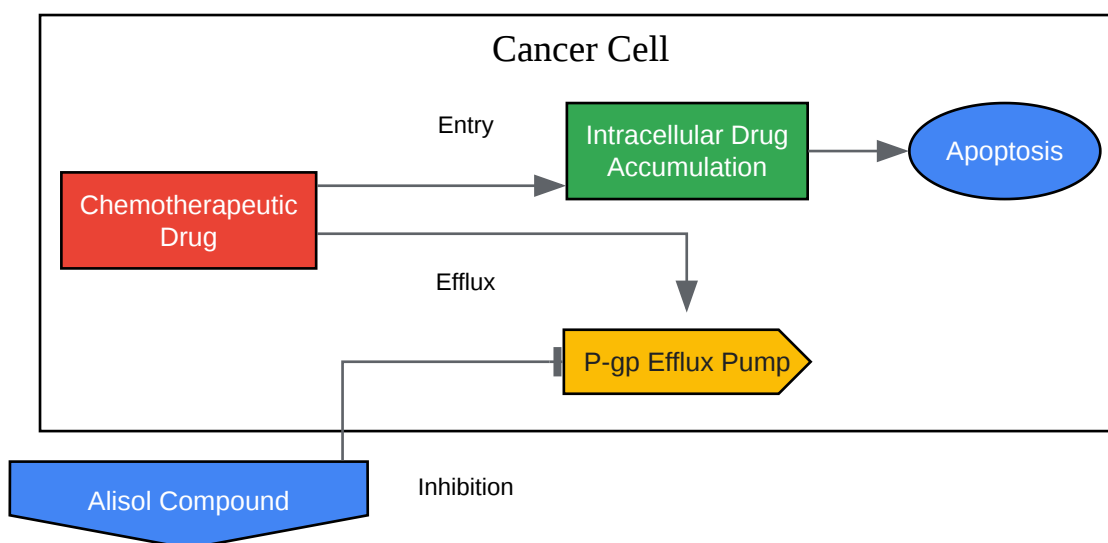 Cancer Cell
Entry
Intracellular Drug
Accumulation
Apoptosis
Chemotherapeutic
Drug
Efflux
P-gp Efflux Pump
Alisol Compound
Inhibition